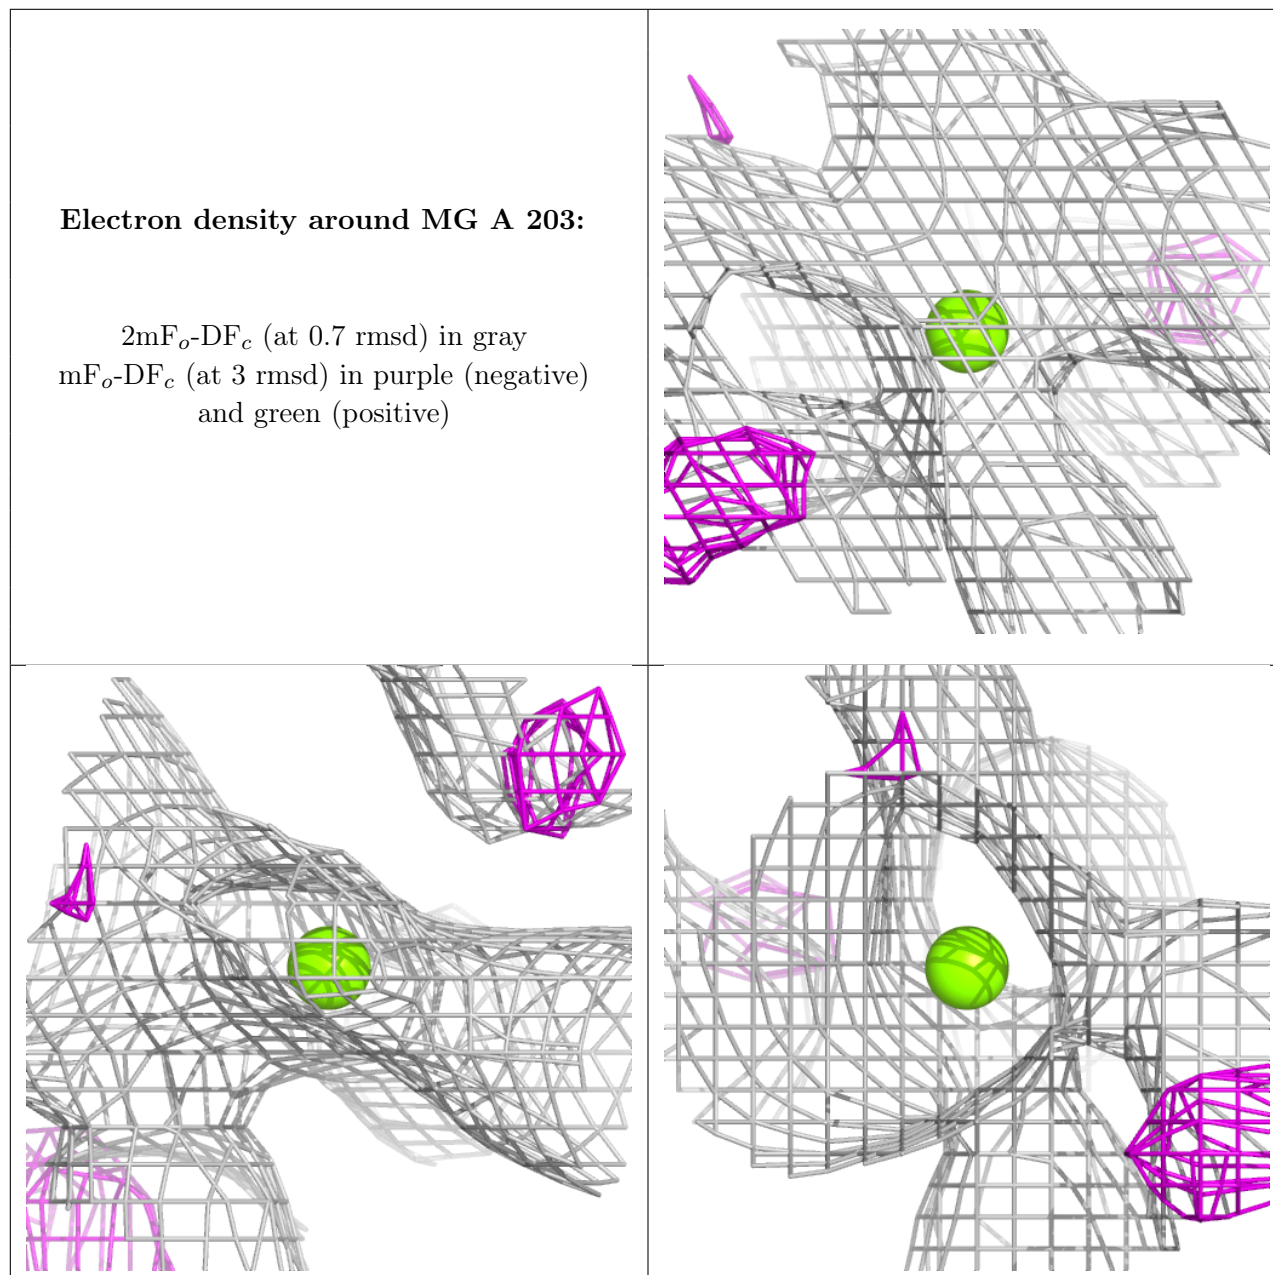 Electron density around MG A 203:
2mFo-DFc (at 0.7 rmsd) in gray
mFo-DFc (at 3 rmsd) in purple (negative)
and green (positive)